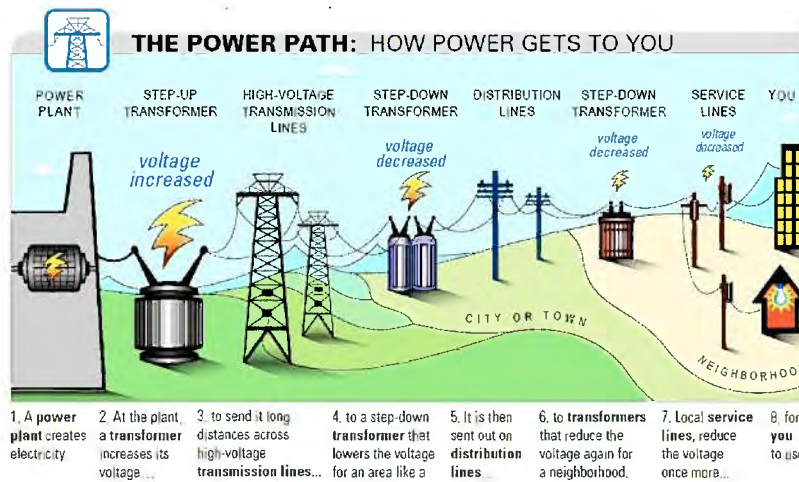 THE POWER PATH: HOW POWER GETS TO YOU
POWER
PLANT
STEP-UP
TRANSFORMER
HIGH-VOLTAGE
TRANSMISSION
LINES
STEP-DOWN
TRANSFORMER
DISTRIBUTION
LINES
STEP-DOWN
TRANSFORMER
SERVICE
LINES
YOU
voltage
increased
voltage
decreased
voltage
decreased
voltage
decreased
CITY OR TOWN
NEIGHBORHOO
1. A power
plant creates
electricity
2. At the plant,
a transformer
increases its
voltage...
3. to send it long
distances across
high-voltage
transmission lines...
4. to a step-down
transformer that
lowers the voltage
for an area like a
5. It is then
sent out on
distribution
lines...
6. to transformers
that reduce the
voltage again for
a neighborhood.
7. Local service
lines, reduce
the voltage
once more...
8. for
you
to use